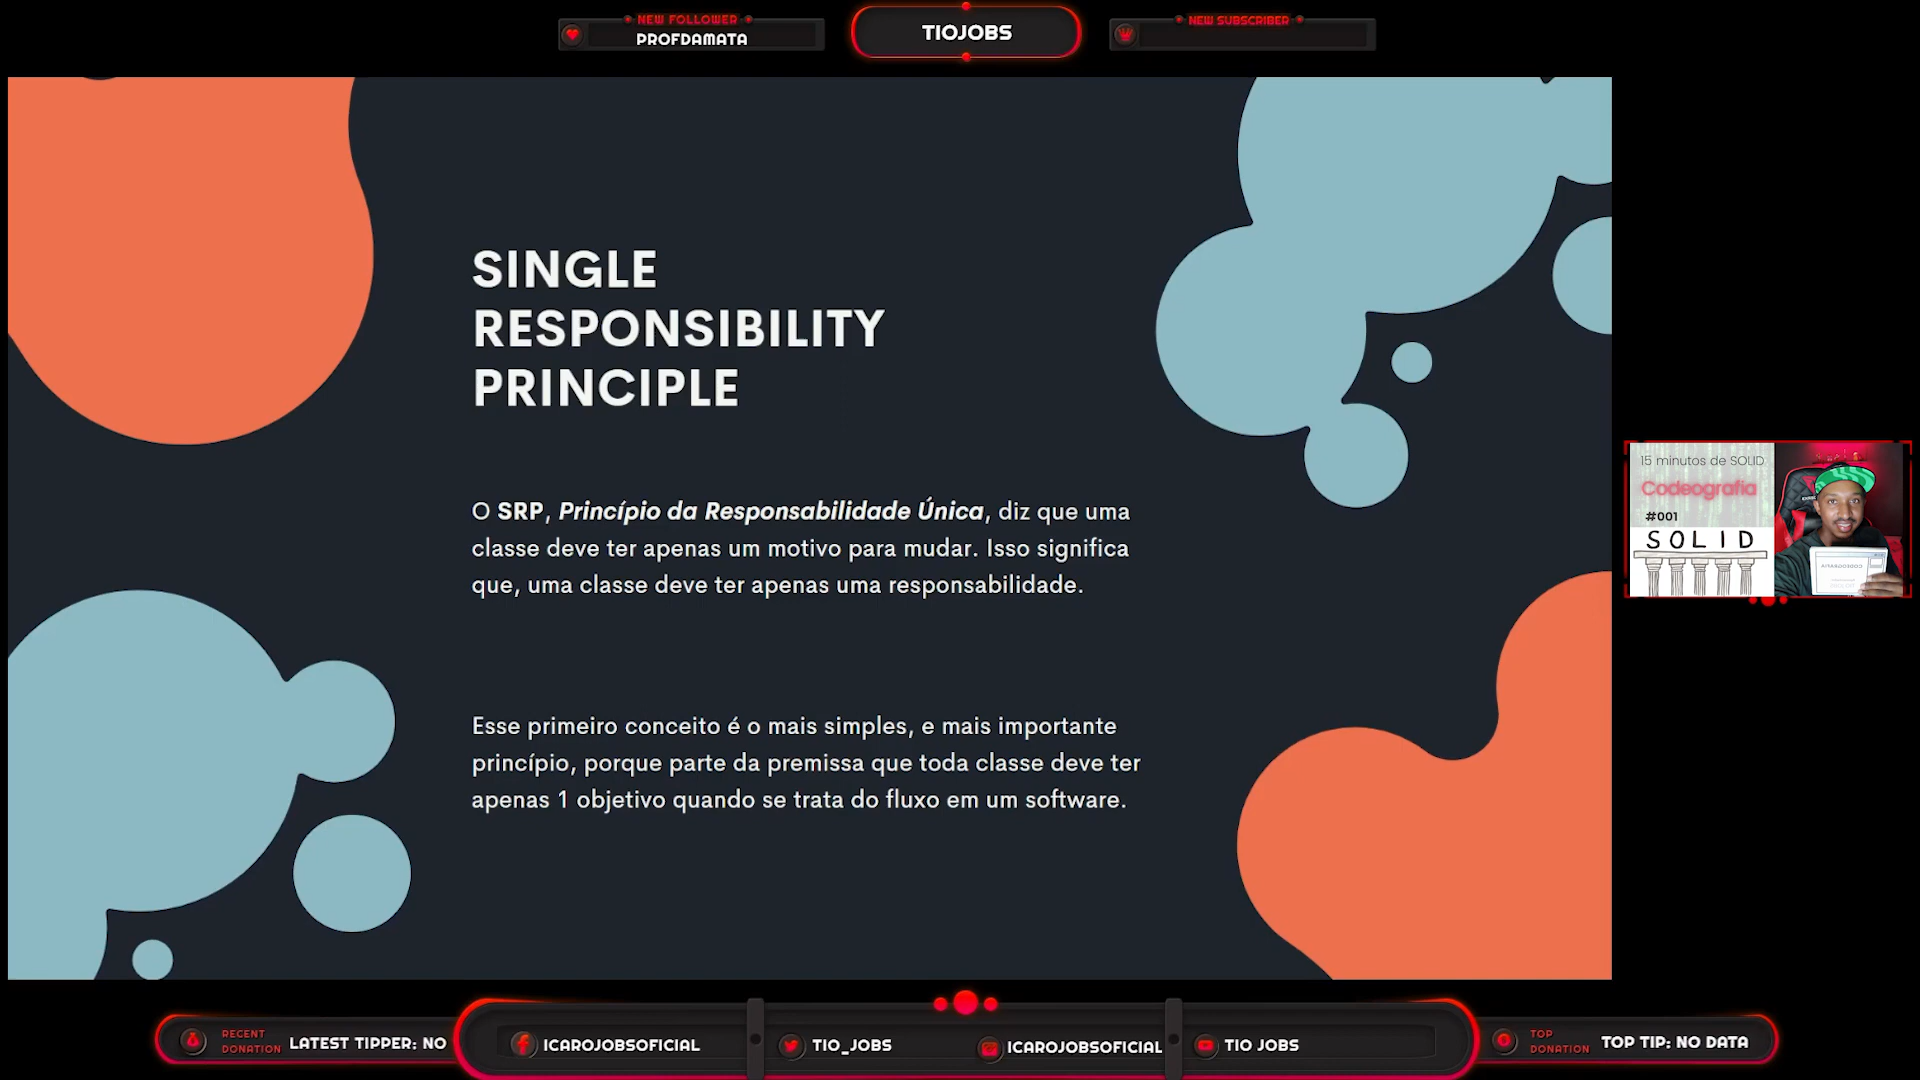 NEW FOLLOWER
PROFDAMATA
TIOJOBS
NEW SUBSCRIBER
SINGLE
RESPONSIBILITY
PRINCIPLE
O SRP, Princípio da Responsabilidade Única, diz que uma
classe deve ter apenas um motivo para mudar. Isso significa
que, uma classe deve ter apenas uma responsabilidade.
Esse primeiro conceito é o mais simples, e mais importante
princípio, porque parte da premissa que toda classe deve ter
apenas 1 objetivo quando se trata do fluxo em um software.
15 minutos de SOLID
Codeografia
#001
SOLID
RECENT
DONATION
LATEST TIPPER: NO
ICAROJOBSOFICIAL
TIO_JOBS
ICAROJOBSOFICIAL
TIO JOBS
TOP
DONATION
TOP TIP: NO DATA